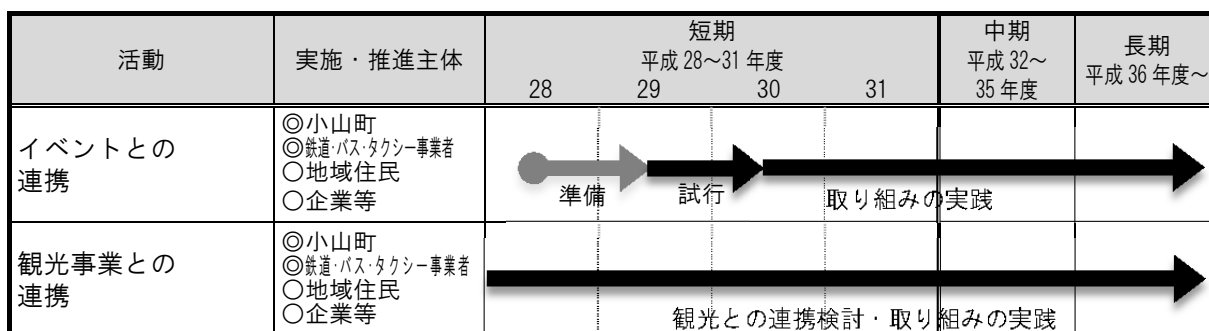 活動
実施・推進主体
短期
平成 28～31 年度
28 29 30 31
中期
平成 32～
35 年度
長期
平成 36 年度～
イベントとの
連携
◎小山町
◎鉄道・バス・タクシー事業者
○地域住民
○企業等
準備
試行
取り組みの実践
観光事業との
連携
◎小山町
◎鉄道・バス・タクシー事業者
○地域住民
○企業等
観光との連携検討・取り組みの実践